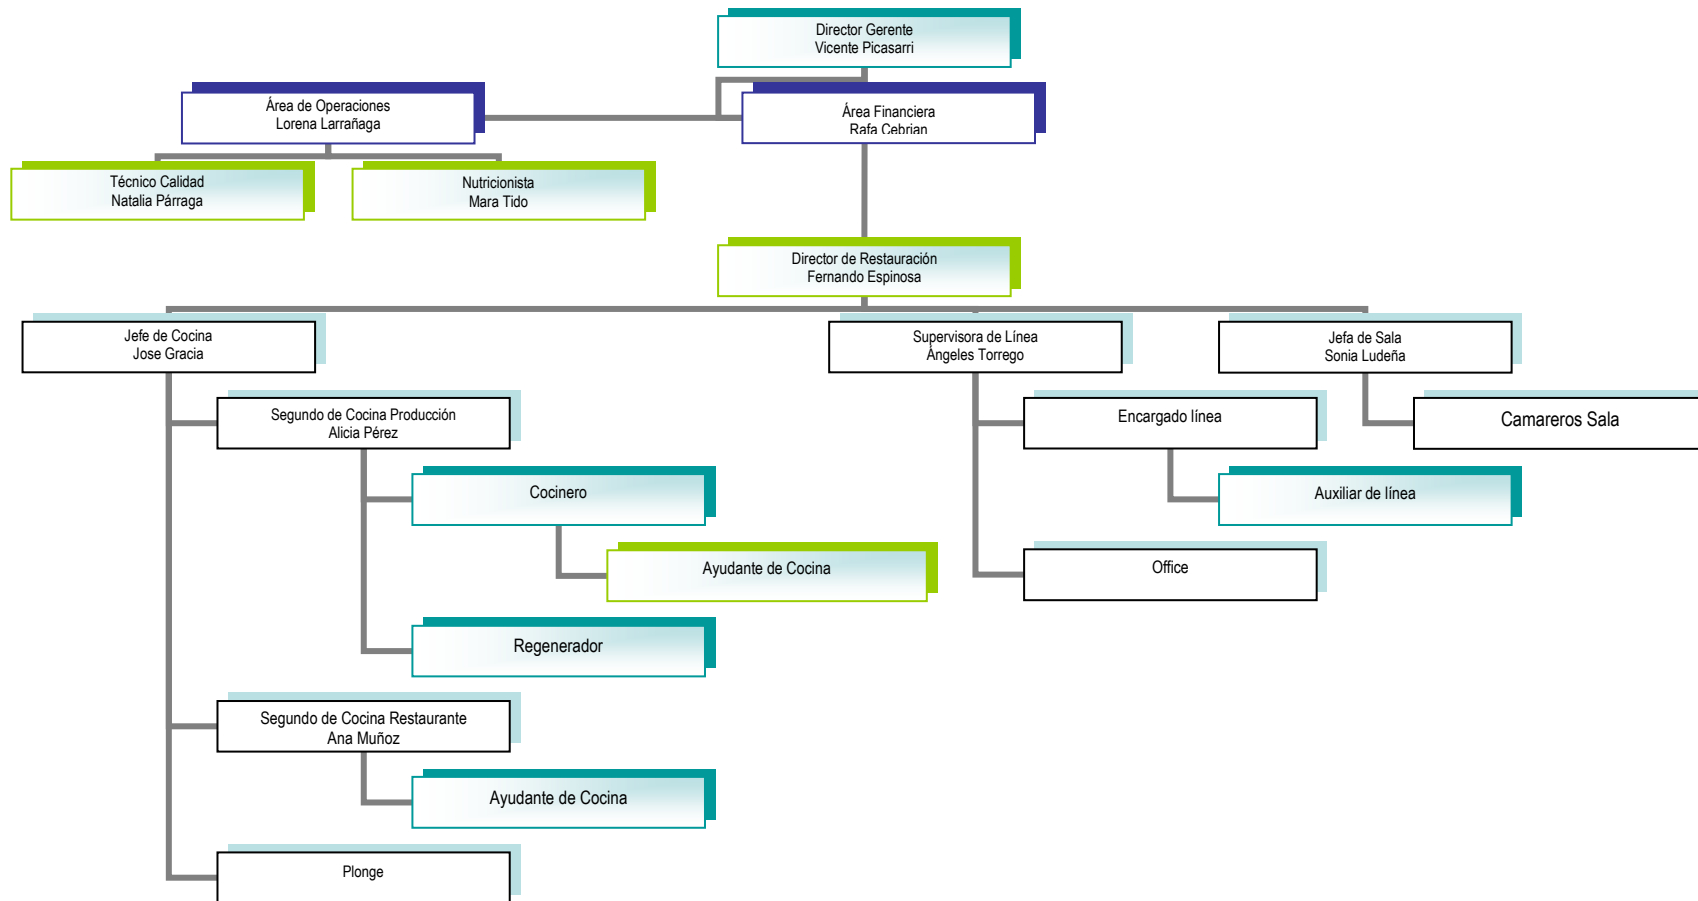 Director Gerente
Vicente Picasarri
Área de Operaciones
Lorena Larrañaga
Área Financiera
Rafa Cebrian
Técnico Calidad
Natalia Párraga
Nutricionista
Mara Tido
Director de Restauración
Fernando Espinosa
Jefe de Cocina
Jose Gracia
Supervisora de Línea
Ángeles Torrego
Jefa de Sala
Sonia Ludeña
Segundo de Cocina Producción
Alicia Pérez
Encargado línea
Camareros Sala
Cocinero
Auxiliar de línea
Ayudante de Cocina
Office
Regenerador
Segundo de Cocina Restaurante
Ana Muñoz
Ayudante de Cocina
Plonge